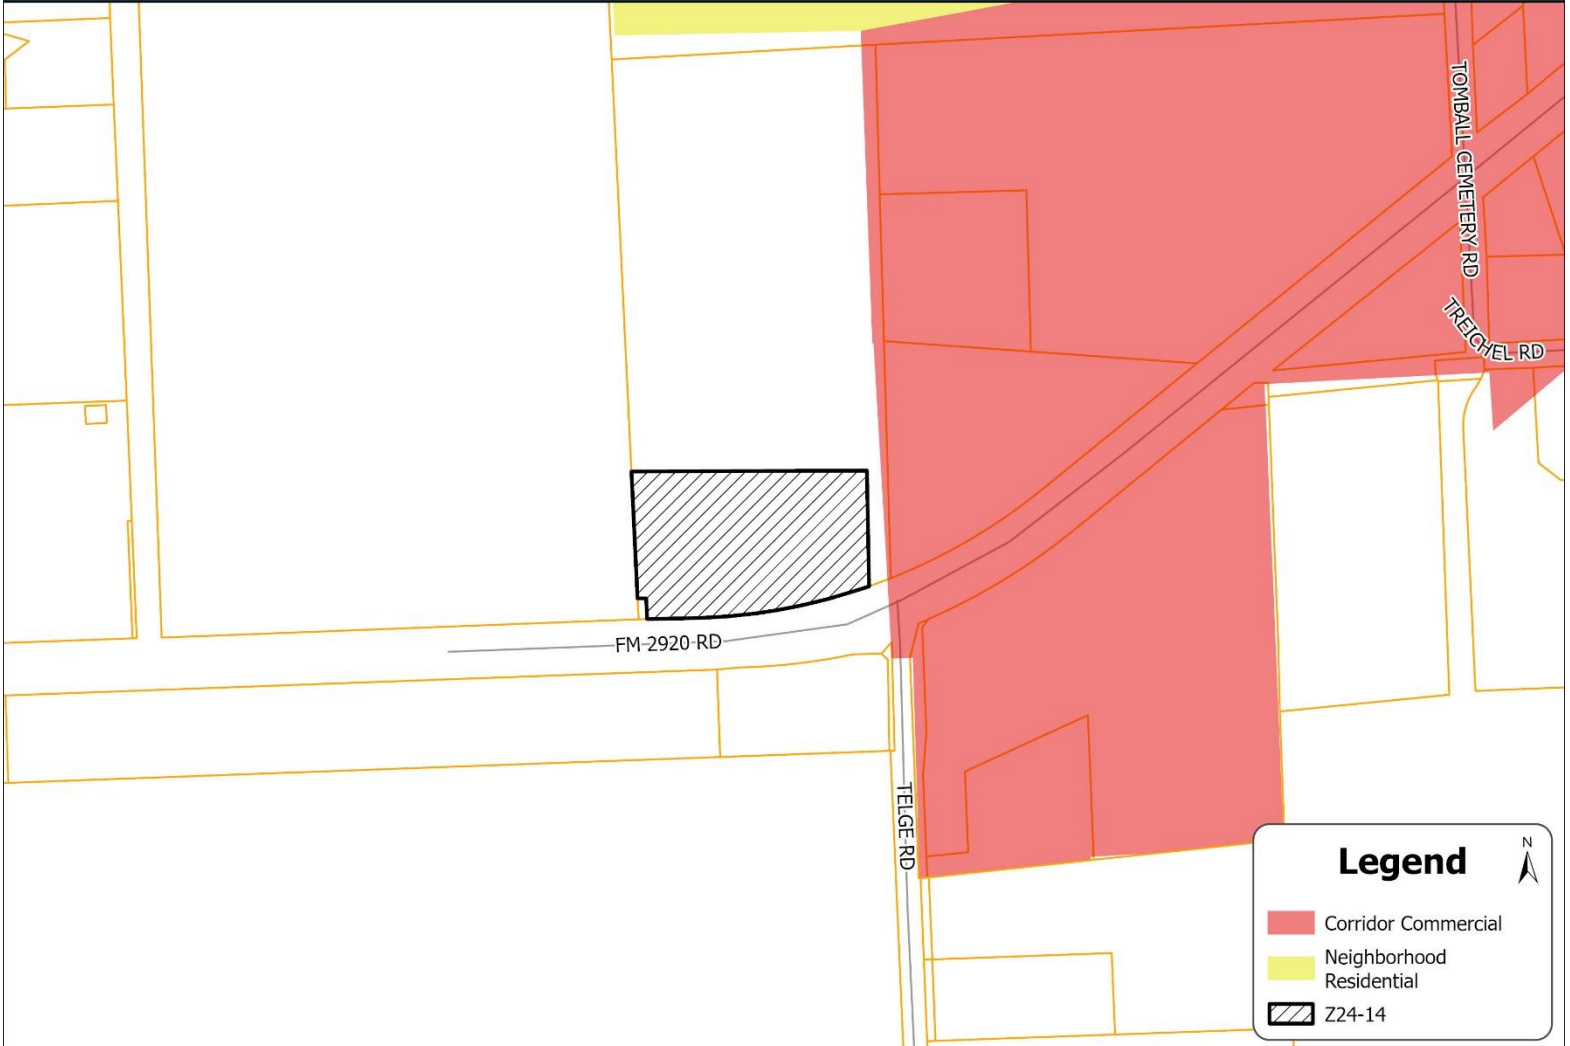 TOMBALL CEMETERY RD
TREICHEL RD
FM 2920 RD
TELGE RD
Legend
N
Corridor Commercial
Neighborhood
Residential
Z24-14